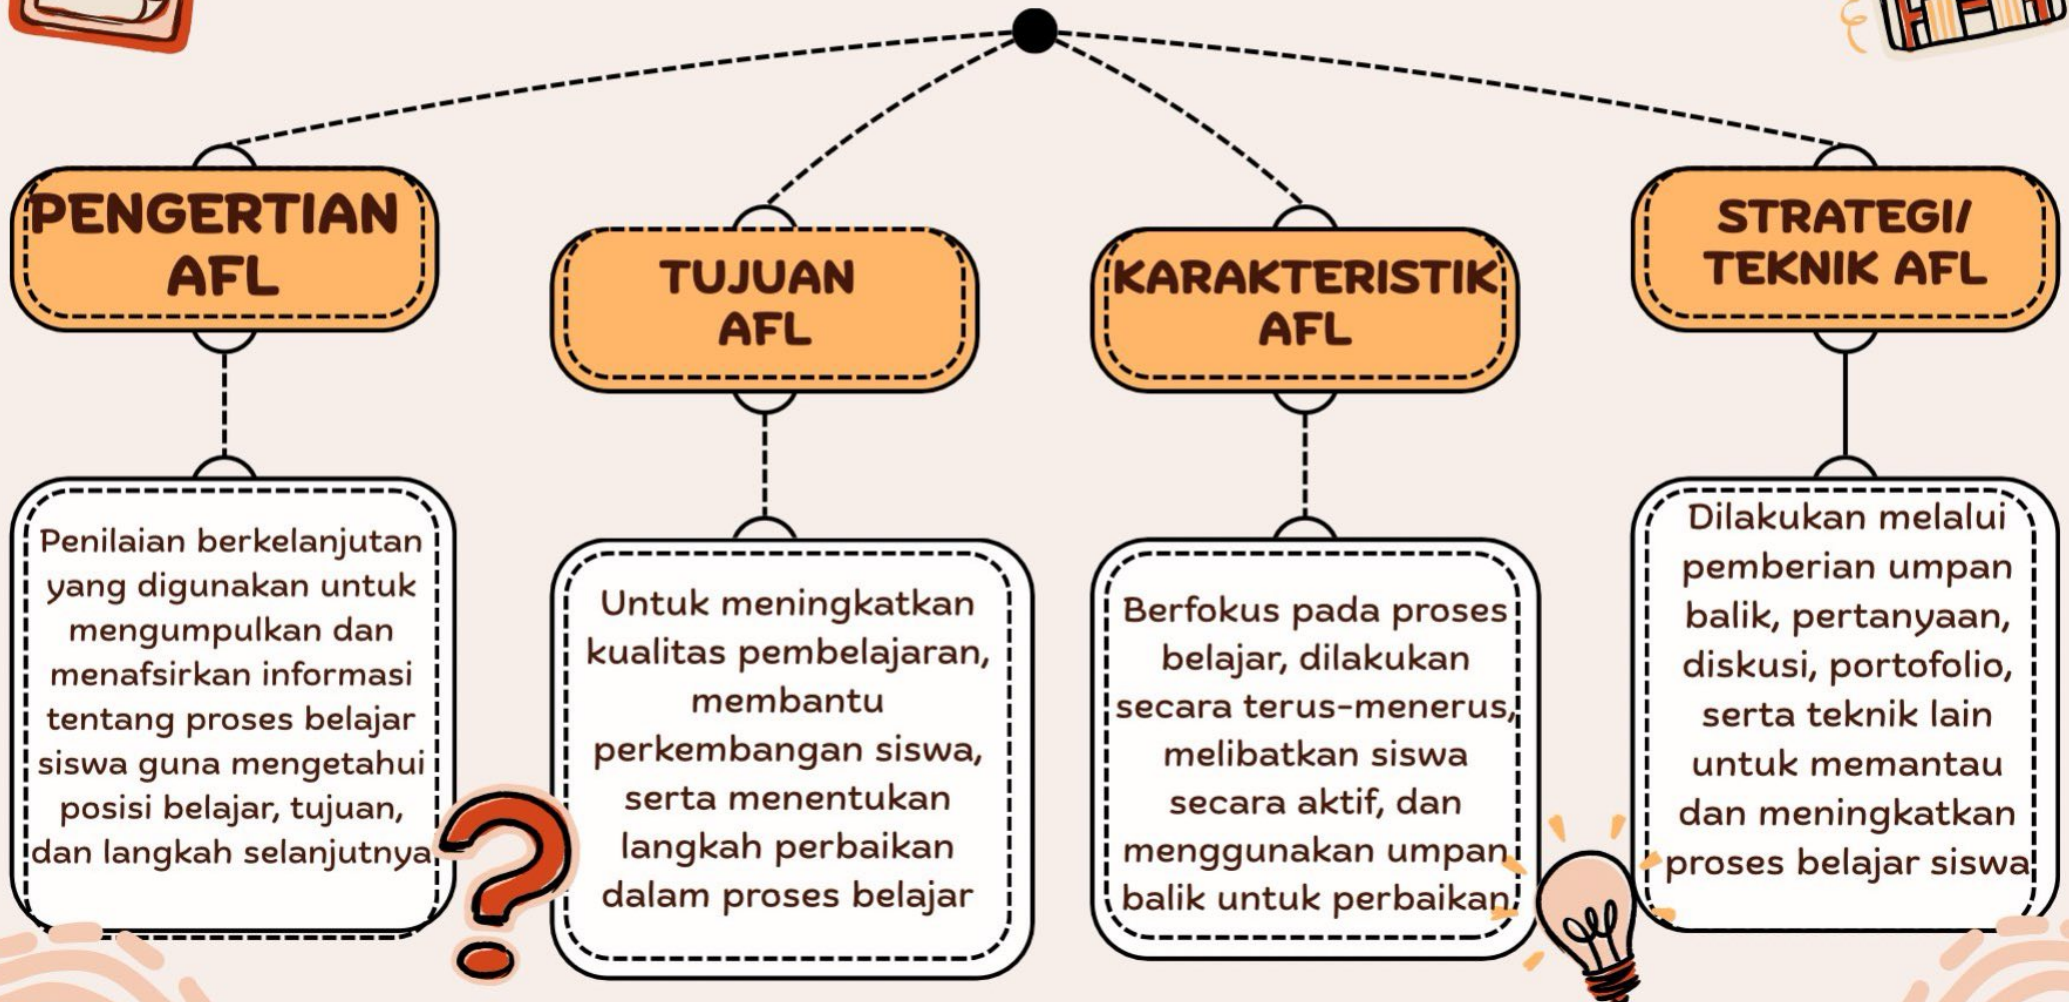 PENGERTIAN
AFL
Penilaian berkelanjutan
yang digunakan untuk
mengumpulkan dan
menafsirkan informasi
tentang proses belajar
siswa guna mengetahui
posisi belajar, tujuan,
dan langkah selanjutnya.
TUJUAN
AFL
Untuk meningkatkan
kualitas pembelajaran,
membantu
perkembangan siswa,
serta menentukan
langkah perbaikan
dalam proses belajar
KARAKTERISTIK
AFL
Berfokus pada proses
belajar, dilakukan
secara terus-menerus,
melibatkan siswa
secara aktif, dan
menggunakan umpan
balik untuk perbaikan.
STRATEGI/
TEKNIK AFL
Dilakukan melalui
pemberian umpan
balik, pertanyaan,
diskusi, portofolio,
serta teknik lain
untuk memantau
dan meningkatkan
proses belajar siswa